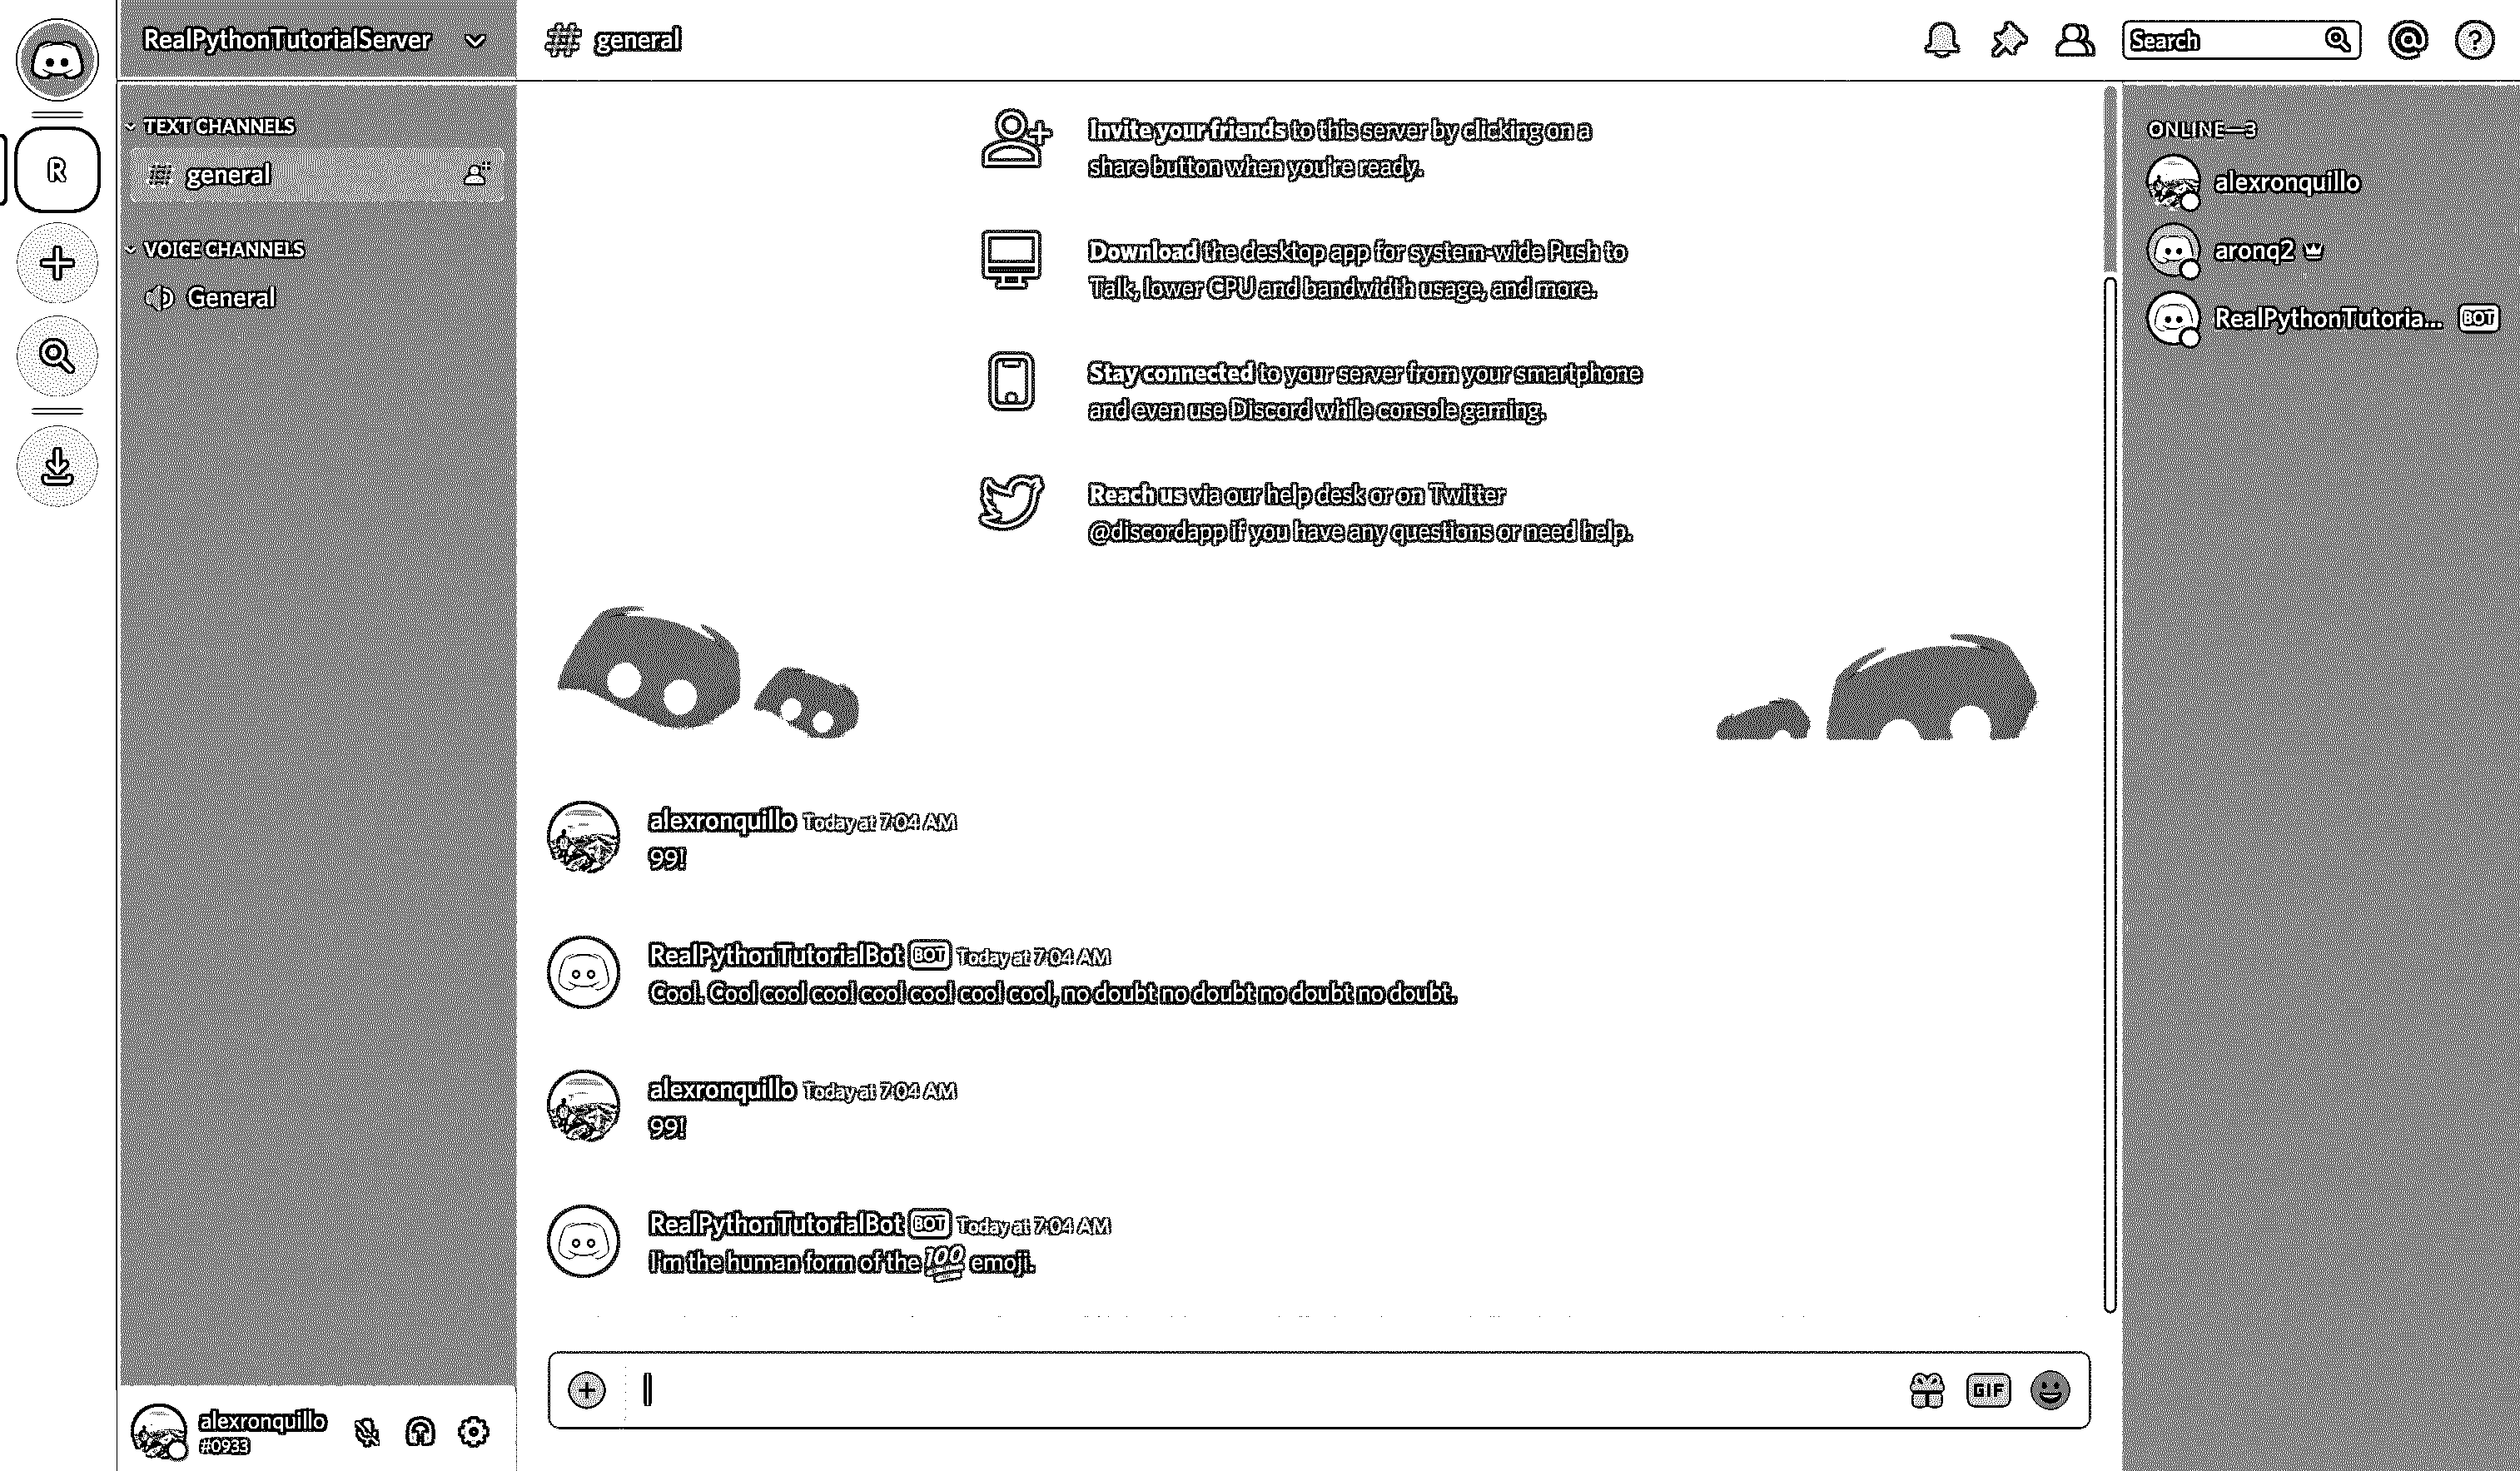 RealPythonTutorialServer
# general
Search
R
TEXT CHANNELS
# general
VOICE CHANNELS
General
alexronquillo
#0933
Invite your friends to this server by clicking on a
share button when you're ready.
Download the desktop app for system-wide Push to
Talk, lower CPU and bandwidth usage, and more.
Stay connected to your server from your smartphone
and even use Discord while console gaming.
Reach us via our help desk or on Twitter
@discordapp if you have any questions or need help.
alexronquillo Today at 7:04 AM
99!
RealPythonTutorialBot BOT Today at 7:04 AM
Cool. Cool cool cool cool cool cool cool, no doubt no doubt no doubt no doubt.
alexronquillo Today at 7:04 AM
99!
RealPythonTutorialBot BOT Today at 7:04 AM
I'm the human form of the 💯 emoji.
GIF
ONLINE—3
alexronquillo
aronq2
RealPythonTutoria... BOT